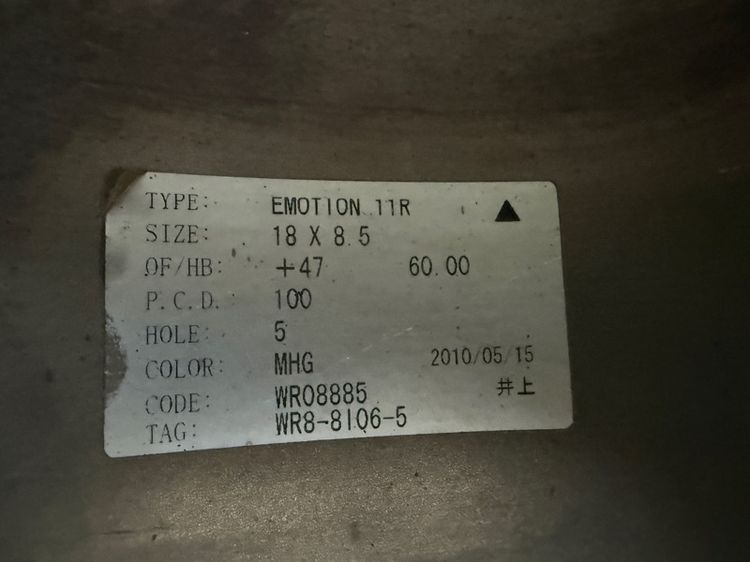 TYPE: EMOTION 11R ▲
SIZE: 18 X 8.5
OF/HB: +47 60.00
P.C.D. 100
HOLE: 5
COLOR: MHG 2010/05/15
CODE: WR08885 井上
TAG: WR8-8IQ6-5